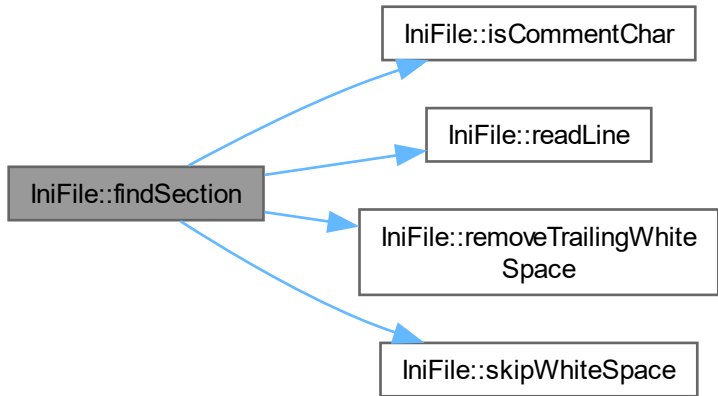 IniFile::isCommentChar
IniFile::readLine
IniFile::findSection
IniFile::removeTrailingWhite
Space
IniFile::skipWhiteSpace